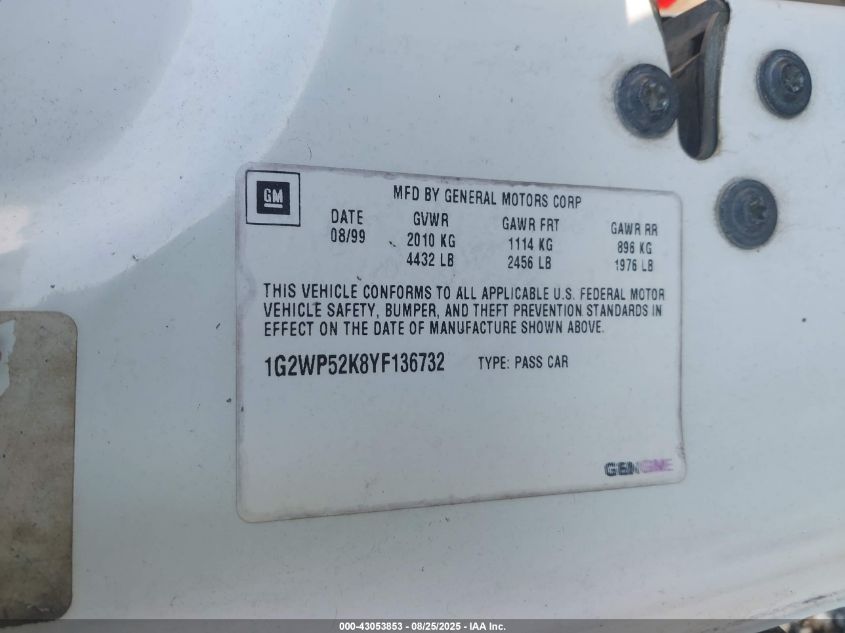 GM
MFD BY GENERAL MOTORS CORP
DATE GVWR GAWR FRT GAWR RR
08/99 2010 KG 1114 KG 896 KG
4432 LB 2456 LB 1976 LB
THIS VEHICLE CONFORMS TO ALL APPLICABLE U.S. FEDERAL MOTOR
VEHICLE SAFETY, BUMPER, AND THEFT PREVENTION STANDARDS IN
EFFECT ON THE DATE OF MANUFACTURE SHOWN ABOVE.
1G2WP52K8YF136732 TYPE: PASS CAR
000-43053853 - 08/25/2025 - IAA Inc.